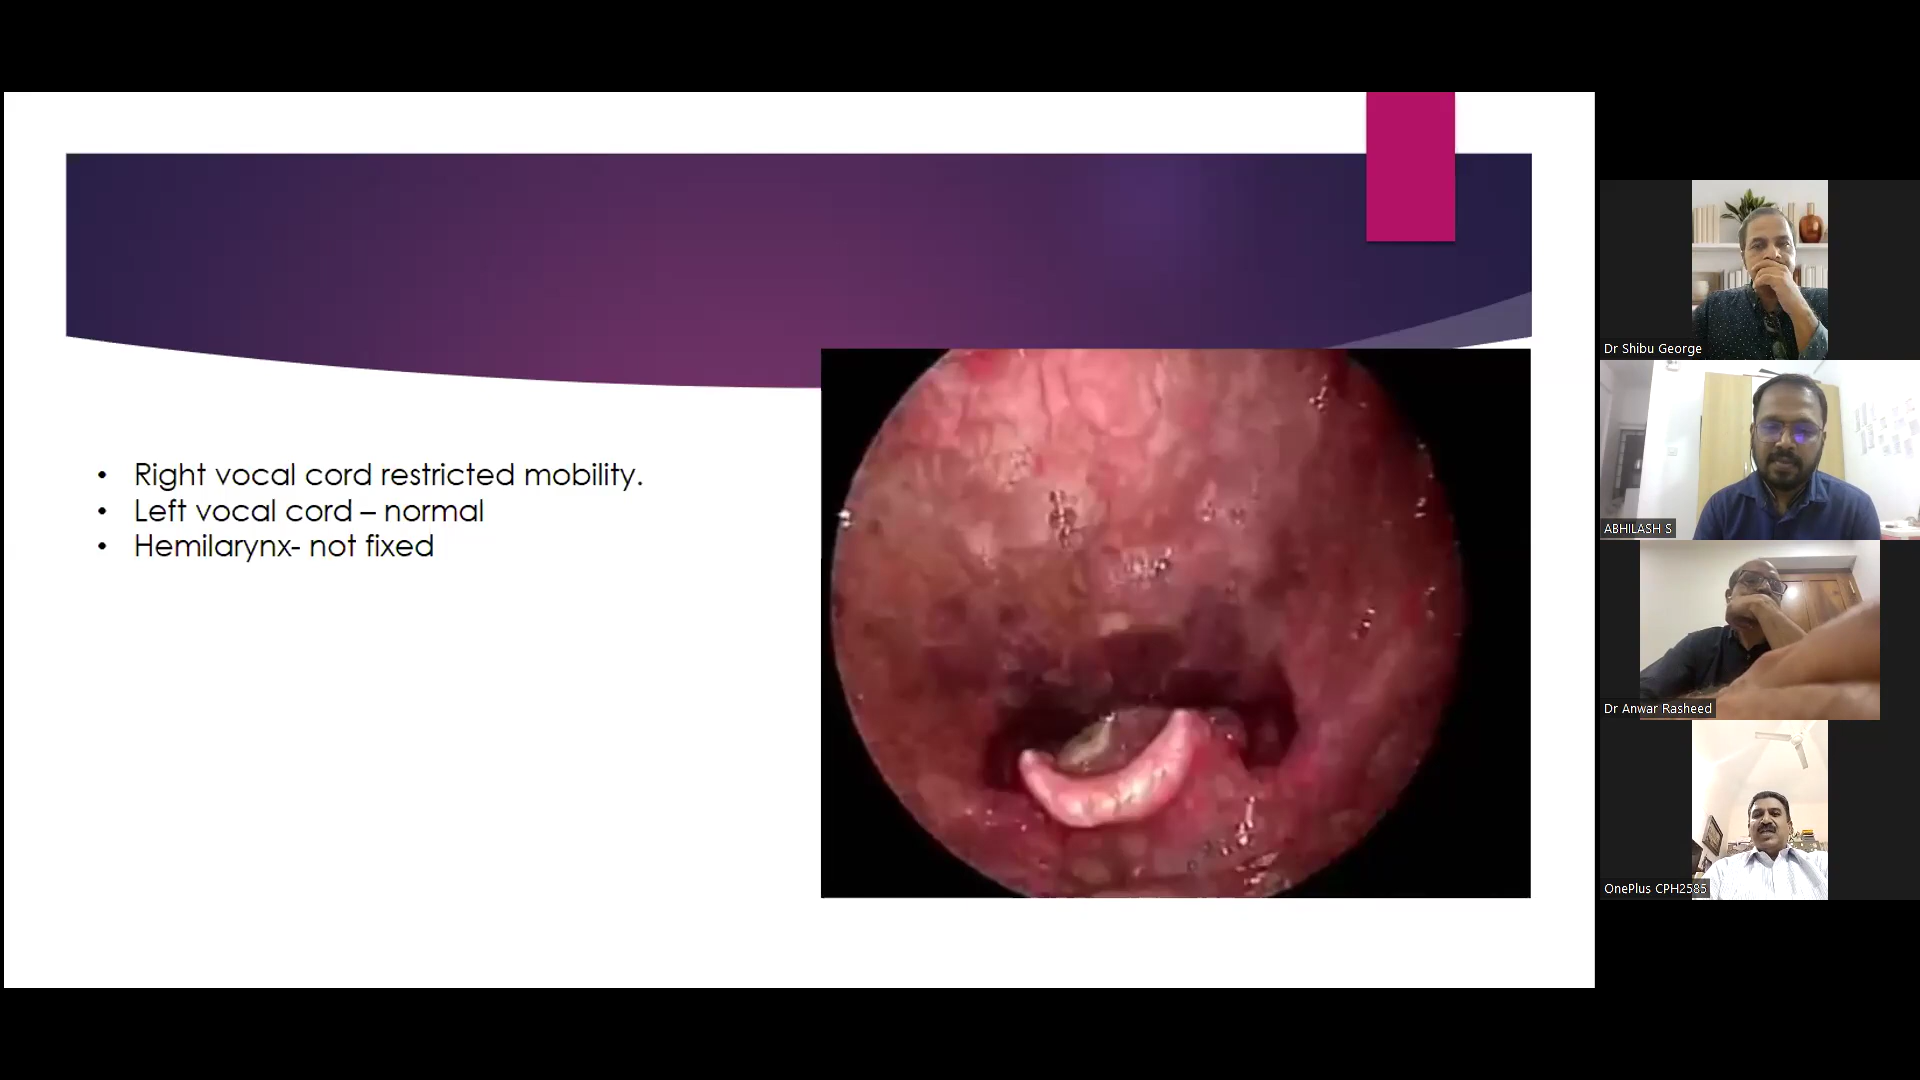 • Right vocal cord restricted mobility.
• Left vocal cord – normal
• Hemilarynx- not fixed
Dr Shibu George
ABHILASH S
Dr Anwar Rasheed
OnePlus CPH2585